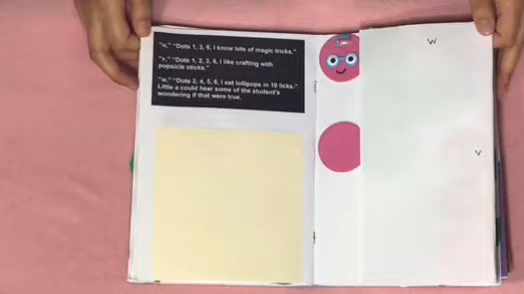 "u," "Dots 1, 3, 6, I know lots of magic tricks."
"v," "Dots 1, 2, 3, 6, I like crafting with
popsicle sticks."
"w," "Dots 2, 4, 5, 6, I eat lollipops in 10 licks."
Little a could hear some of the student's
wondering if that were true.
w
v